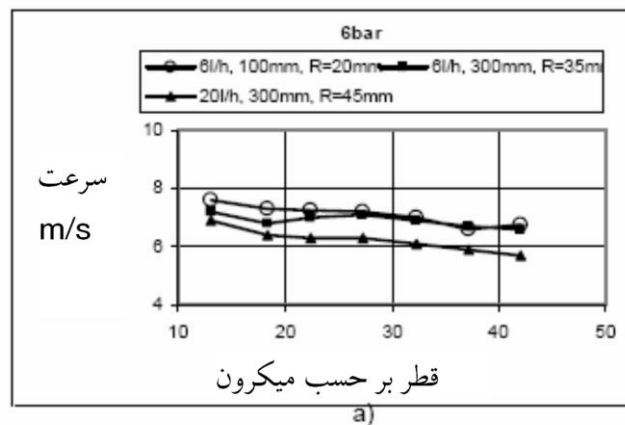 6bar
6l/h, 100mm, R=20mm 6l/h, 300mm, R=35m
20l/h, 300mm, R=45mm
10
8
6
4
سرعت
m/s
10 20 30 40 50
قطر بر حسب میکرون
a)